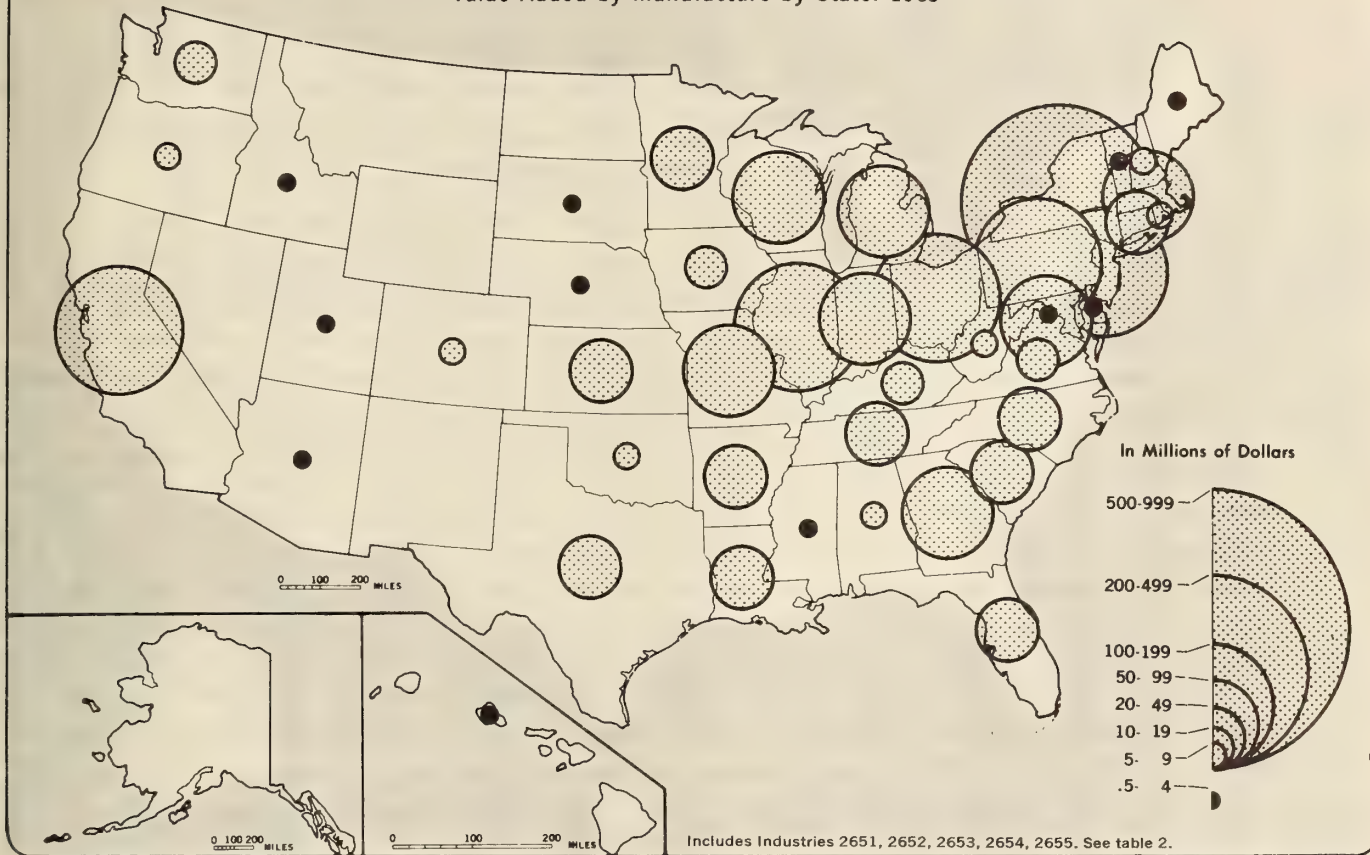 Value Added by Manufacture by State: 1963
In Millions of Dollars
500-999
200-499
100-199
50- 99
20- 49
10- 19
5- 9
.5- 4
0 100 200 MILES
0 100 200 MILES
0 100 200 MILES
Includes Industries 2651, 2652, 2653, 2654, 2655. See table 2.